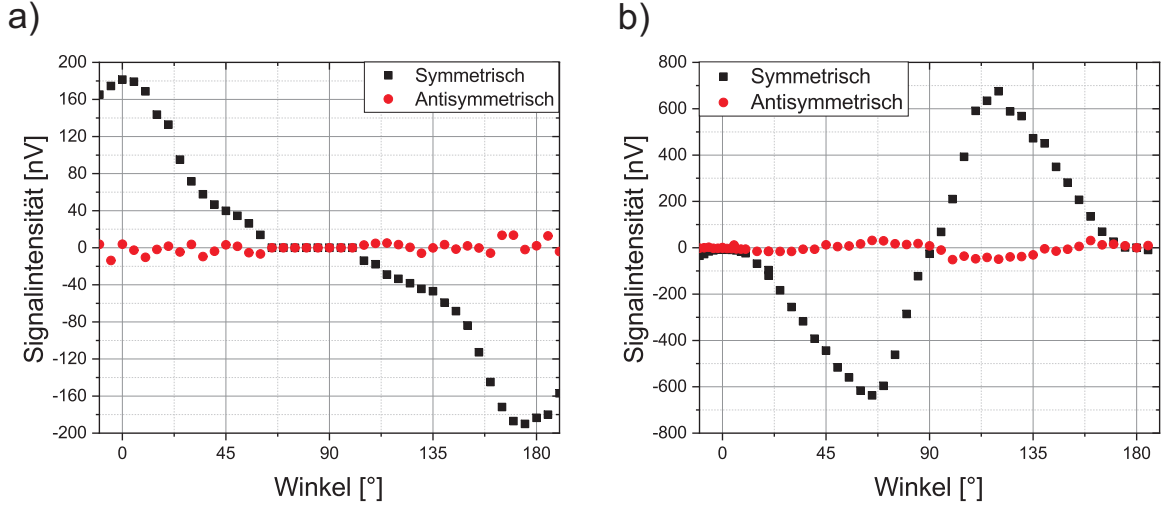 a)
Signalintensität [nV]
200
160
120
80
40
0
-40
-80
-120
-160
-200
Symmetrisch
Antisymmetrisch
0 45 90 135 180
Winkel [°]
b)
Signalintensität [nV]
800
600
400
200
0
-200
-400
-600
-800
Symmetrisch
Antisymmetrisch
0 45 90 135 180
Winkel [°]